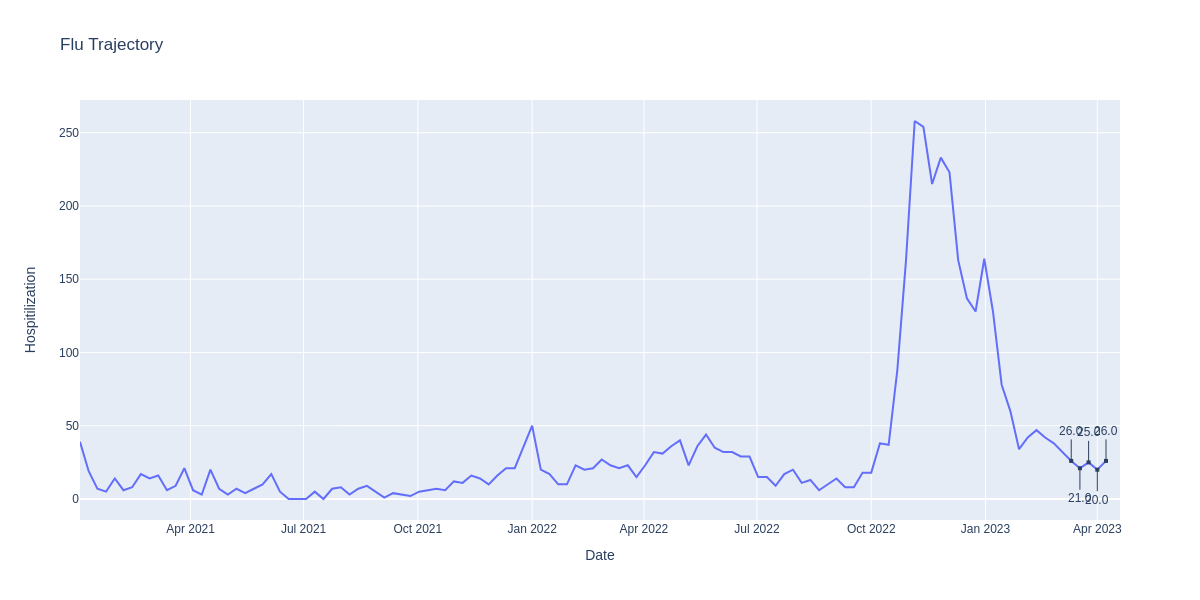 Flu Trajectory
250
200
150
100
50
0
Hospitilization
26.0
25.0
26.0
21.0
20.0
Apr 2021
Jul 2021
Oct 2021
Jan 2022
Apr 2022
Jul 2022
Oct 2022
Jan 2023
Apr 2023
Date